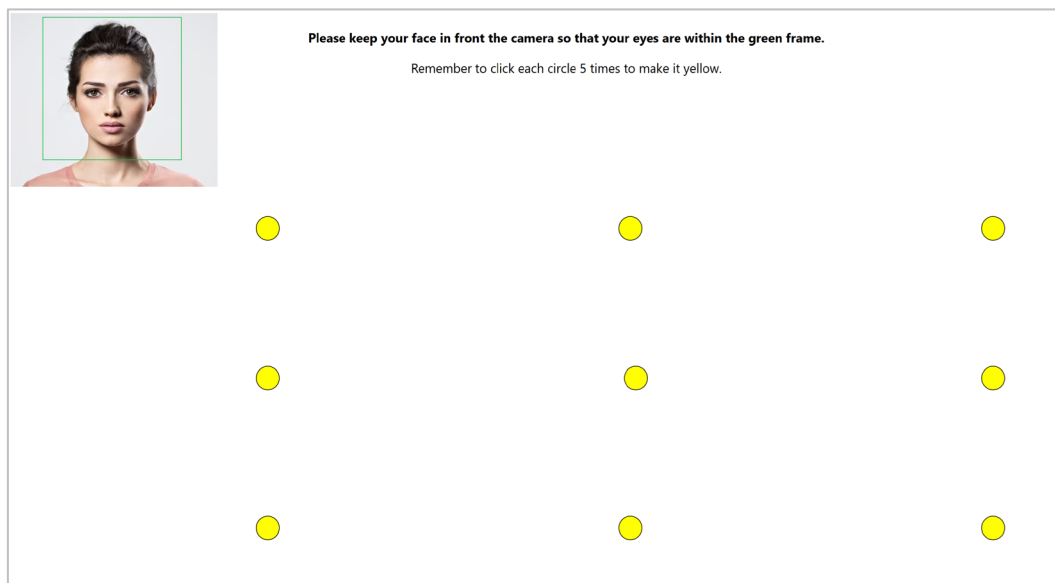 Please keep your face in front the camera so that your eyes are within the green frame.
Remember to click each circle 5 times to make it yellow.